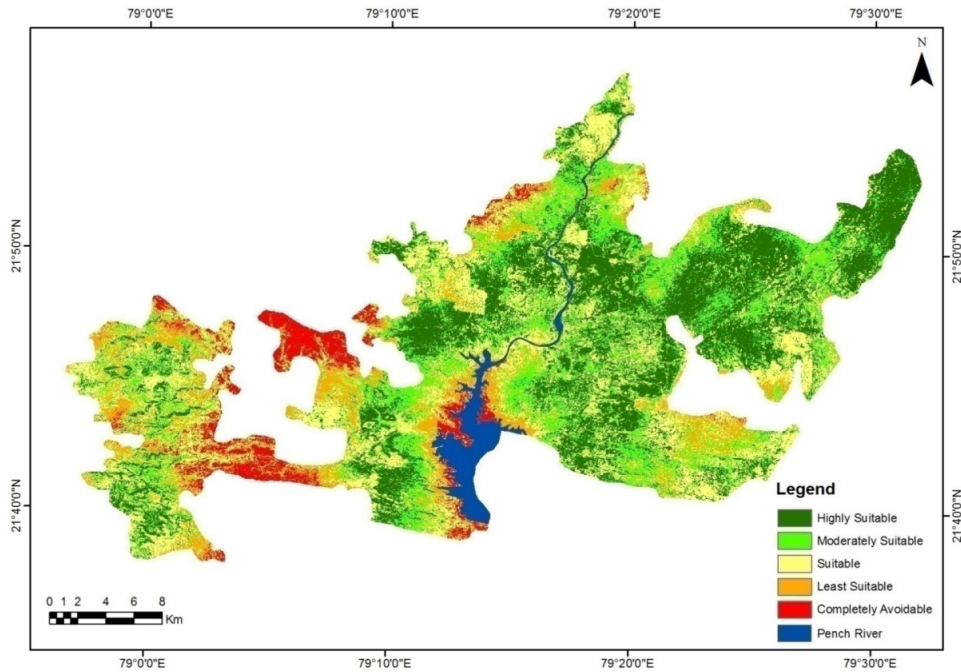 79°0'0"E 79°10'0"E 79°20'0"E 79°30'0"E
N
21°50'0"N 21°50'0"N
21°40'0"N 21°40'0"N
Legend
Highly Suitable
Moderately Suitable
Suitable
Least Suitable
Completely Avoidable
Pench River
0 1 2 4 6 8
Km
79°0'0"E 79°10'0"E 79°20'0"E 79°30'0"E